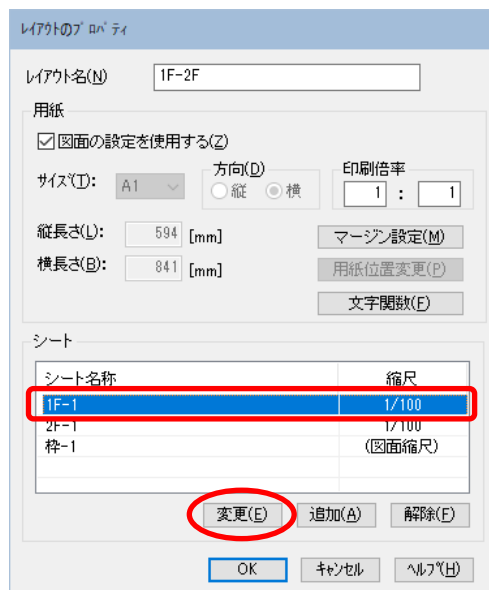 ﾚｲｱｳﾄのﾌﾟﾛﾊﾟﾃｨ
ﾚｲｱｳﾄ名(N) 1F-2F
用紙
図面の設定を使用する(Z)
ｻｲｽﾞ(T): A1 方向(D) 縦 横 印刷倍率 1 : 1
縦長さ(L): 594 [mm] マージン設定(M)
横長さ(B): 841 [mm] 用紙位置変更(P)
文字関数(F)
シート
シート名称 縮尺
1F-1 1/100
2F-1 1/100
枠-1 (図面縮尺)
変更(E) 追加(A) 解除(F)
OK ｷｬﾝｾﾙ ﾍﾙﾌﾟ(H)